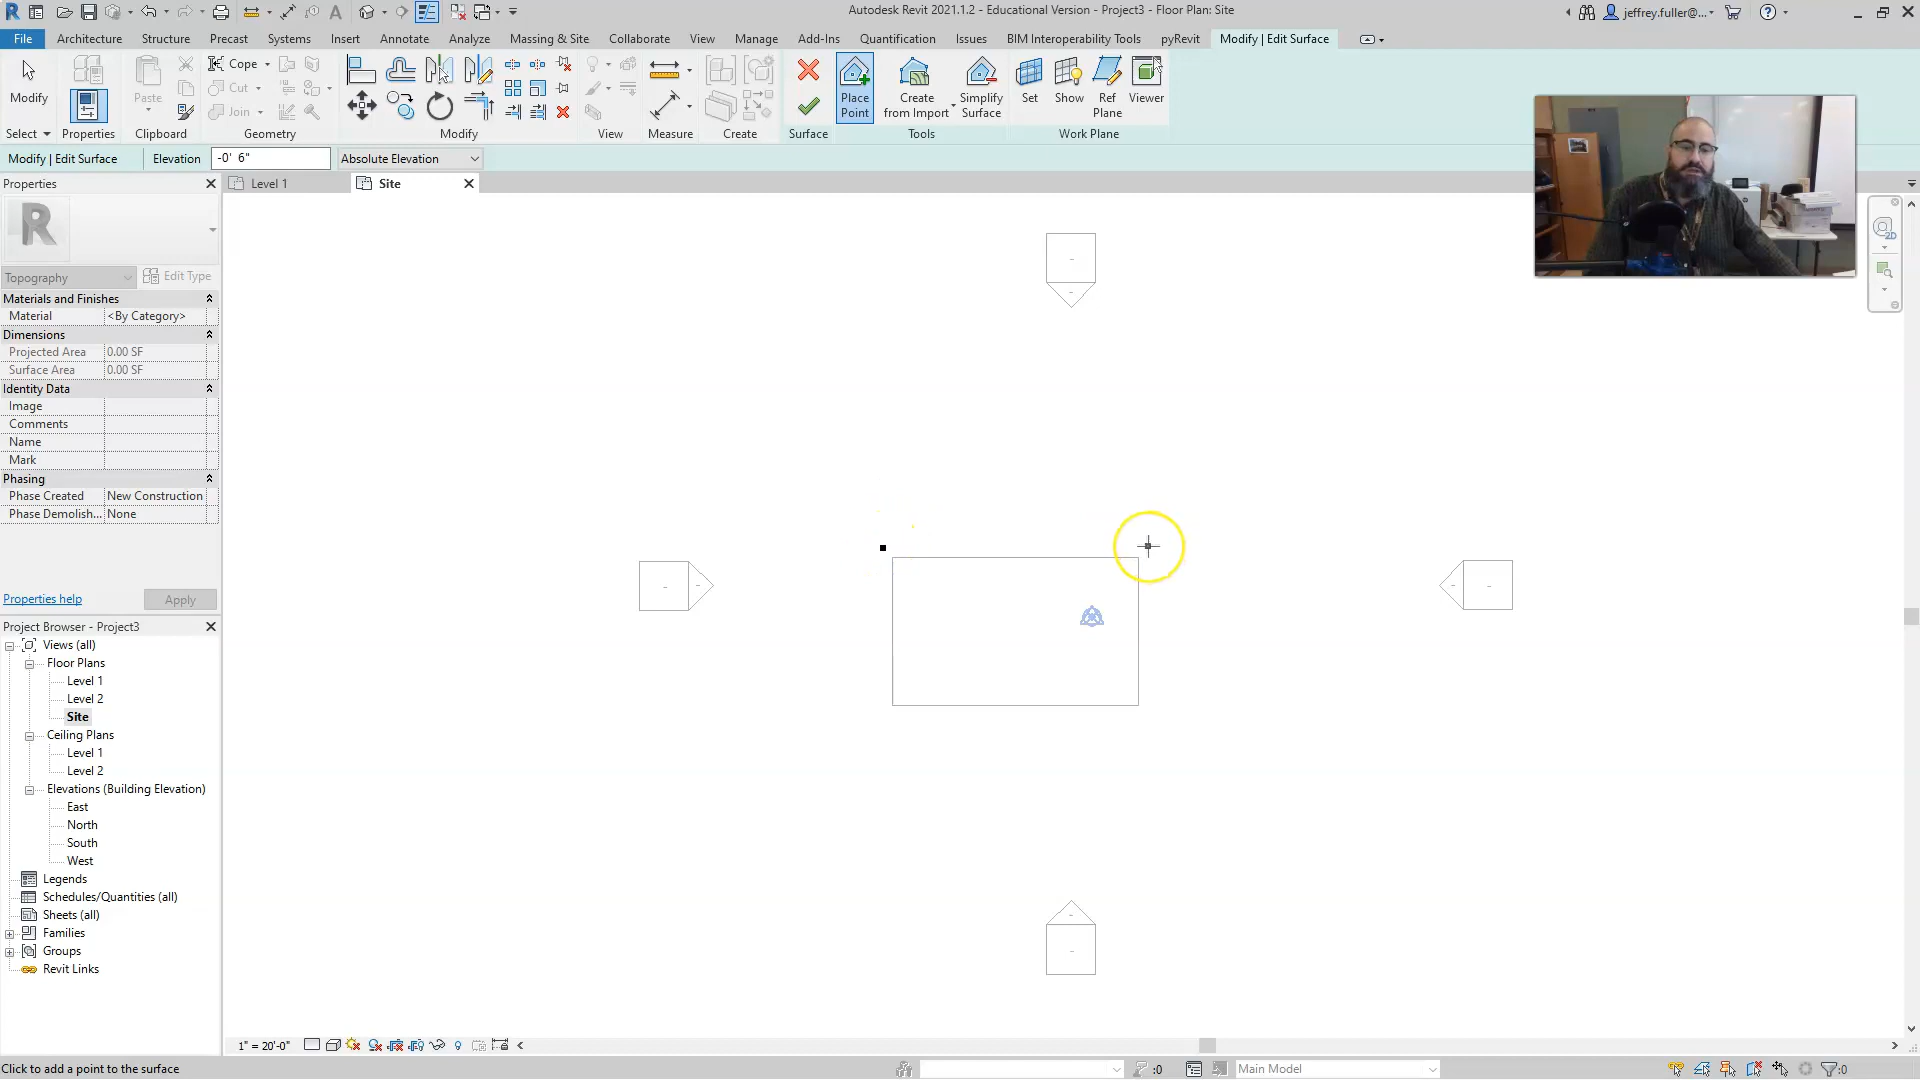 Autodesk Revit 2021.1.2 - Educational Version - Project3 - Floor Plan: Site
jeffrey.fuller@...
File Architecture Structure Precast Systems Insert Annotate Analyze Massing & Site Collaborate View Manage Add-Ins Quantification Issues BIM Interoperability Tools pyRevit Modify | Edit Surface
Cope
Cut
Join
Modify
Paste
Place Point
Create from Import
Simplify Surface
Set
Show
Ref Plane
Viewer
Select Properties Clipboard Geometry Modify View Measure Create Surface Tools Work Plane
Modify | Edit Surface Elevation -0' 6" Absolute Elevation
Properties
Level 1
Site
R
Topography Edit Type
Materials and Finishes
Material <By Category>
Dimensions
Projected Area 0.00 SF
Surface Area 0.00 SF
Identity Data
Image
Comments
Name
Mark
Phasing
Phase Created New Construction
Phase Demolish... None
Properties help Apply
Project Browser - Project3
Views (all)
Floor Plans
Level 1
Level 2
Site
Ceiling Plans
Level 1
Level 2
Elevations (Building Elevation)
East
North
South
West
Legends
Schedules/Quantities (all)
Sheets (all)
Families
Groups
Revit Links
2D
1" = 20'-0"
Click to add a point to the surface
:0
Main Model
:0